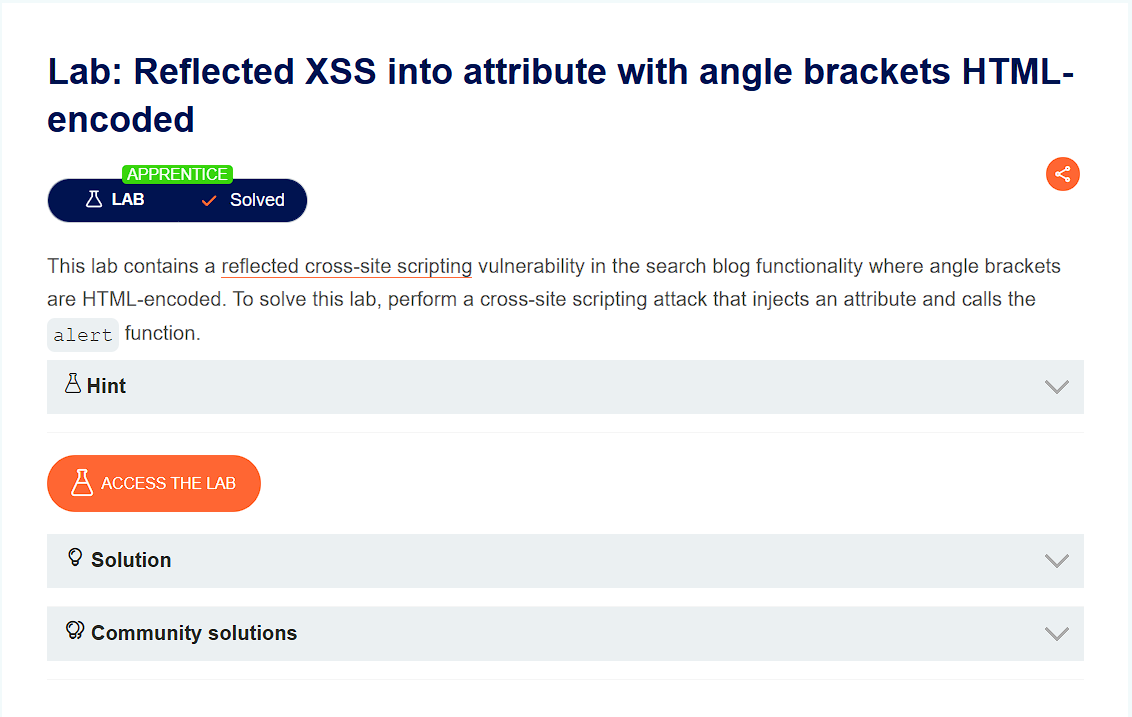 Lab: Reflected XSS into attribute with angle brackets HTML-
encoded
APPRENTICE
LAB Solved
This lab contains a reflected cross-site scripting vulnerability in the search blog functionality where angle brackets
are HTML-encoded. To solve this lab, perform a cross-site scripting attack that injects an attribute and calls the
alert function.
Hint
ACCESS THE LAB
Solution
Community solutions